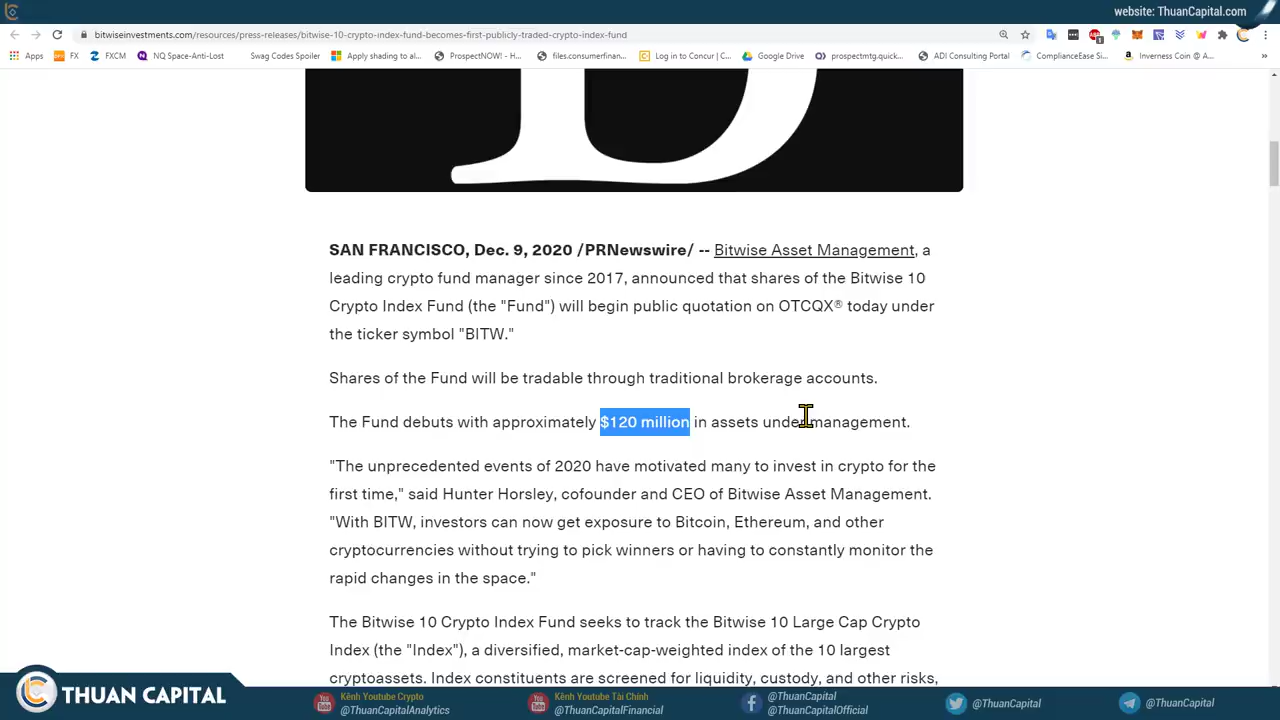 website: ThuanCapital.com
bitwiseinvestments.com/resources/press-releases/bitwise-10-crypto-index-fund-becomes-first-publicly-traded-crypto-index-fund
Apps FX FXCM NQ Space-Anti-Lost Swag Codes Spoiler Apply shading to al... ProspectNOW! - H... files.consumerfinan... Log in to Concur | C... Google Drive prospectmtg.quick... ADI Consulting Portal ComplianceEase Si... Inverness Coin @ A... »
SAN FRANCISCO, Dec. 9, 2020 /PRNewswire/ -- Bitwise Asset Management, a
leading crypto fund manager since 2017, announced that shares of the Bitwise 10
Crypto Index Fund (the "Fund") will begin public quotation on OTCQX® today under
the ticker symbol "BITW."
Shares of the Fund will be tradable through traditional brokerage accounts.
The Fund debuts with approximately $120 million in assets under management.
"The unprecedented events of 2020 have motivated many to invest in crypto for the
first time," said Hunter Horsley, cofounder and CEO of Bitwise Asset Management.
"With BITW, investors can now get exposure to Bitcoin, Ethereum, and other
cryptocurrencies without trying to pick winners or having to constantly monitor the
rapid changes in the space."
The Bitwise 10 Crypto Index Fund seeks to track the Bitwise 10 Large Cap Crypto
Index (the "Index"), a diversified, market-cap-weighted index of the 10 largest
cryptoassets. Index constituents are screened for liquidity, custody, and other risks,
THUAN CAPITAL
Kênh Youtube Crypto
@ThuanCapitalAnalytics
Kênh Youtube Tài Chính
@ThuanCapitalFinancial
@ThuanCapital
@ThuanCapitalOfficial
@ThuanCapital
@ThuanCapital